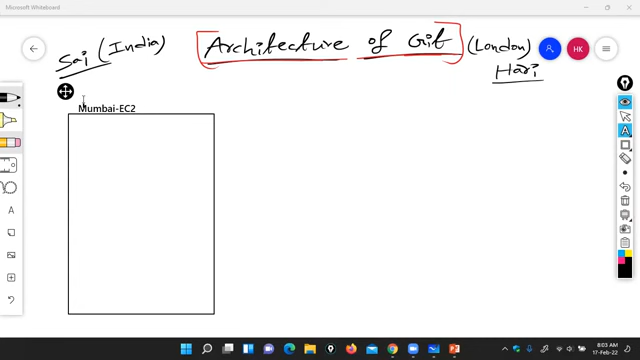 Microsoft Whiteboard
Sai (India)
Architecture of Git
(London)
Hari
HK
Mumbai-EC2
8:03 AM
17-Feb-22